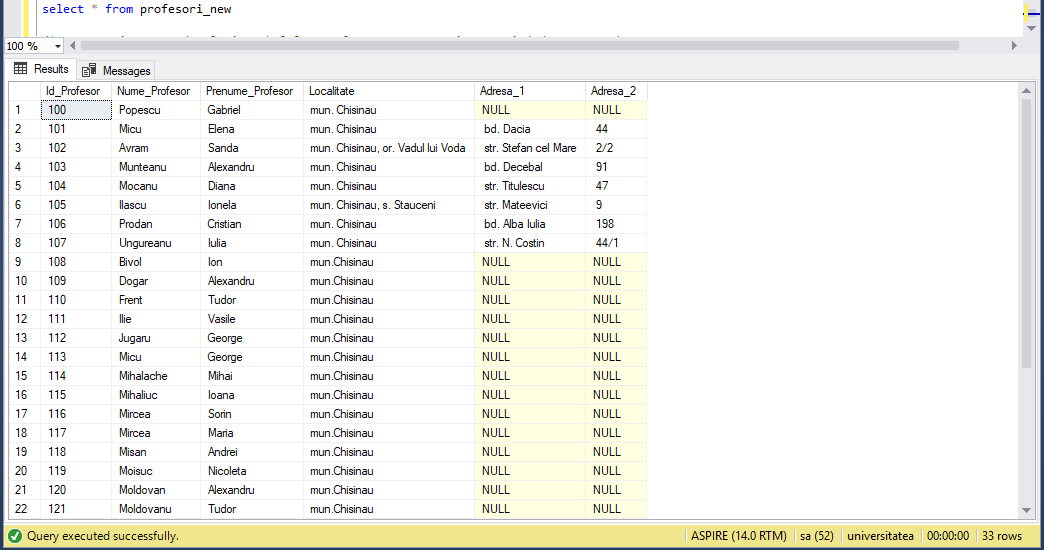 select * from profesori_new
100 %
Results Messages
Id_Profesor Nume_Profesor Prenume_Profesor Localitate Adresa_1 Adresa_2
1 100 Popescu Gabriel mun. Chisinau NULL NULL
2 101 Micu Elena mun. Chisinau bd. Dacia 44
3 102 Avram Sanda mun. Chisinau, or. Vadul lui Voda str. Stefan cel Mare 2/2
4 103 Munteanu Alexandru mun. Chisinau bd. Decebal 91
5 104 Mocanu Diana mun. Chisinau str. Titulescu 47
6 105 Ilascu Ionela mun. Chisinau, s. Stauceni str. Mateevici 9
7 106 Prodan Cristian mun. Chisinau bd. Alba Iulia 198
8 107 Ungureanu Iulia mun. Chisinau str. N. Costin 44/1
9 108 Bivol Ion mun.Chisinau NULL NULL
10 109 Dogar Alexandru mun.Chisinau NULL NULL
11 110 Frent Tudor mun.Chisinau NULL NULL
12 111 Ilie Vasile mun.Chisinau NULL NULL
13 112 Jugaru George mun.Chisinau NULL NULL
14 113 Micu George mun.Chisinau NULL NULL
15 114 Mihalache Mihai mun.Chisinau NULL NULL
16 115 Mihaliuc Ioana mun.Chisinau NULL NULL
17 116 Mircea Sorin mun.Chisinau NULL NULL
18 117 Mircea Maria mun.Chisinau NULL NULL
19 118 Misan Andrei mun.Chisinau NULL NULL
20 119 Moisuc Nicoleta mun.Chisinau NULL NULL
21 120 Moldovan Alexandru mun.Chisinau NULL NULL
22 121 Moldovanu Tudor mun.Chisinau NULL NULL
Query executed successfully. ASPIRE (14.0 RTM) sa (52) universitatea 00:00:00 33 rows